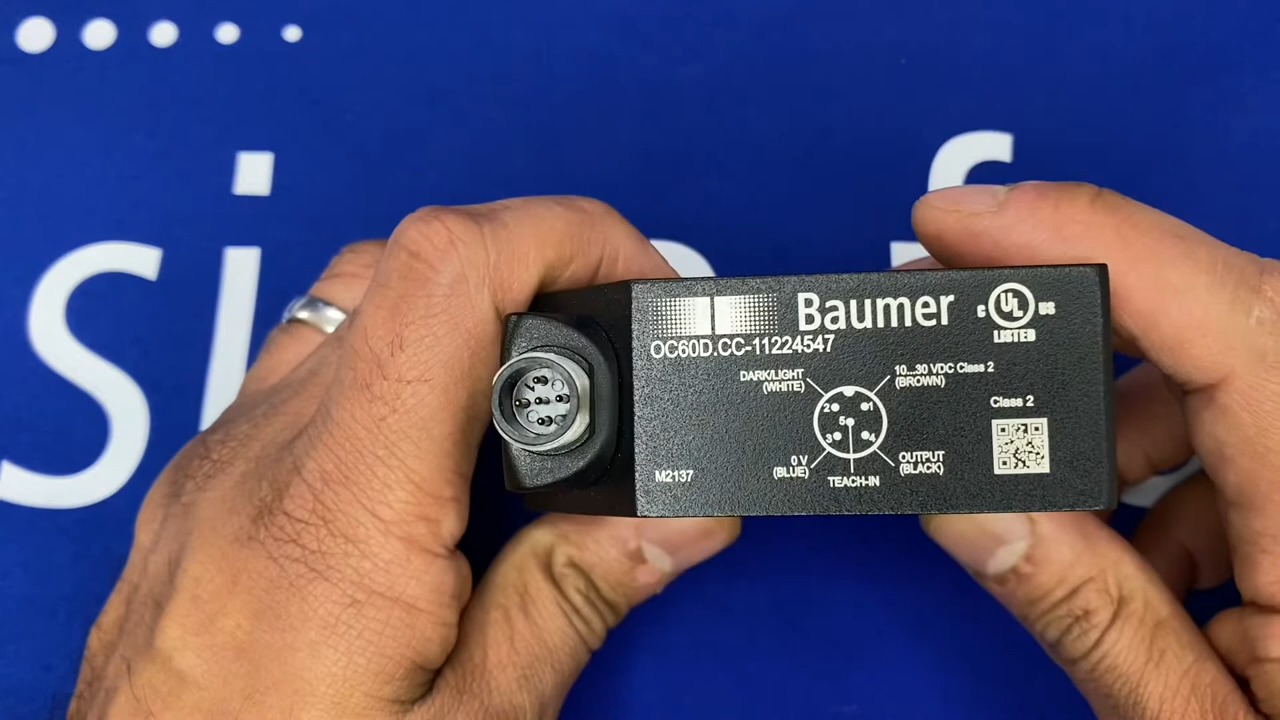 si
f
Baumer
c UL US
LISTED
OC60D.CC-11224547
DARK/LIGHT
(WHITE)
10...30 VDC Class 2
(BROWN)
2 1
5
3 4
0 V
(BLUE)
OUTPUT
(BLACK)
TEACH-IN
Class 2
M2137